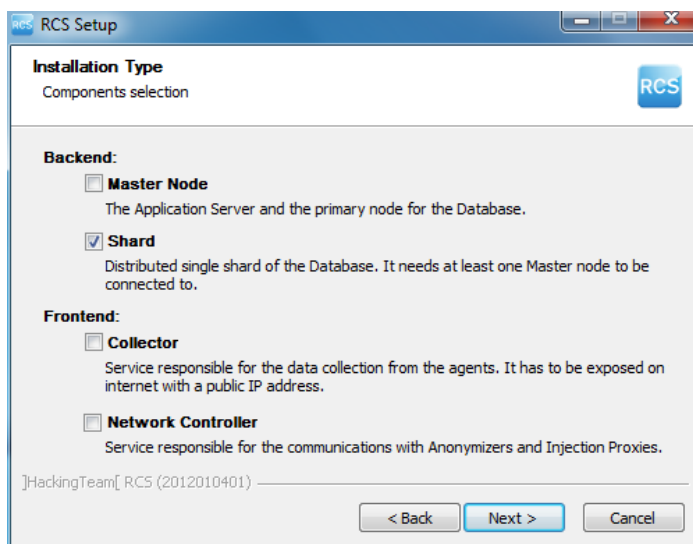 RCS RCS Setup
Installation Type
Components selection
RCS
Backend:
Master Node
The Application Server and the primary node for the Database.
Shard
Distributed single shard of the Database. It needs at least one Master node to be
connected to.
Frontend:
Collector
Service responsible for the data collection from the agents. It has to be exposed on
internet with a public IP address.
Network Controller
Service responsible for the communications with Anonymizers and Injection Proxies.
]HackingTeam[ RCS (2012010401)
< Back Next > Cancel